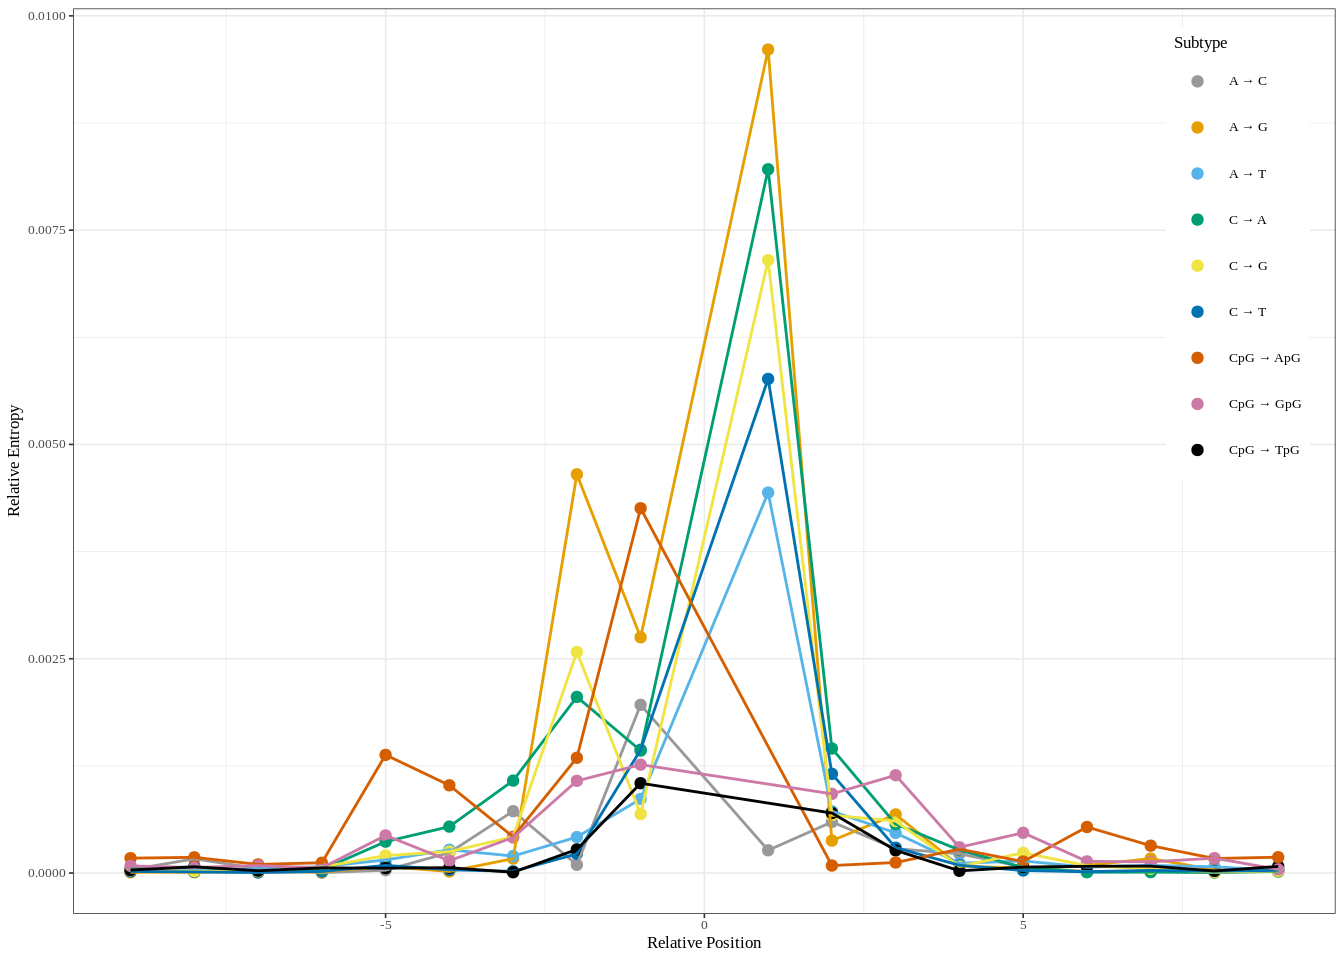 0.0100
0.0075
0.0050
0.0025
0.0000
Relative Entropy
-5
0
5
Relative Position
Subtype
A → C
A → G
A → T
C → A
C → G
C → T
CpG → ApG
CpG → GpG
CpG → TpG